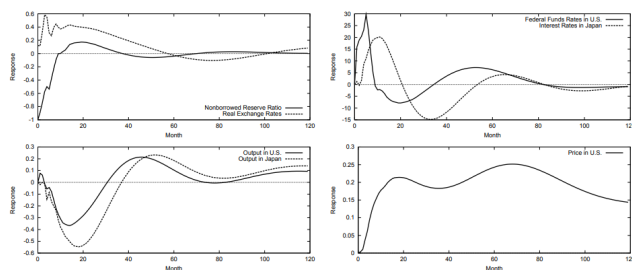 0.6
0.4
0.2
0
-0.2
-0.4
-0.6
-0.8
-1
Response
Nonborrowed Reserve Ratio
Real Exchange Rates
0 20 40 60 80 100 120
Month
30
25
20
15
10
5
0
-5
-10
-15
Response
Federal Funds Rates in U.S.
Interest Rates in Japan
0 20 40 60 80 100 120
Month
0.3
0.2
0.1
0
-0.1
-0.2
-0.3
-0.4
-0.5
-0.6
Response
Output in U.S.
Output in Japan
0 20 40 60 80 100 120
Month
0.3
0.25
0.2
0.15
0.1
0.05
0
Response
Price in U.S.
0 20 40 60 80 100 120
Month